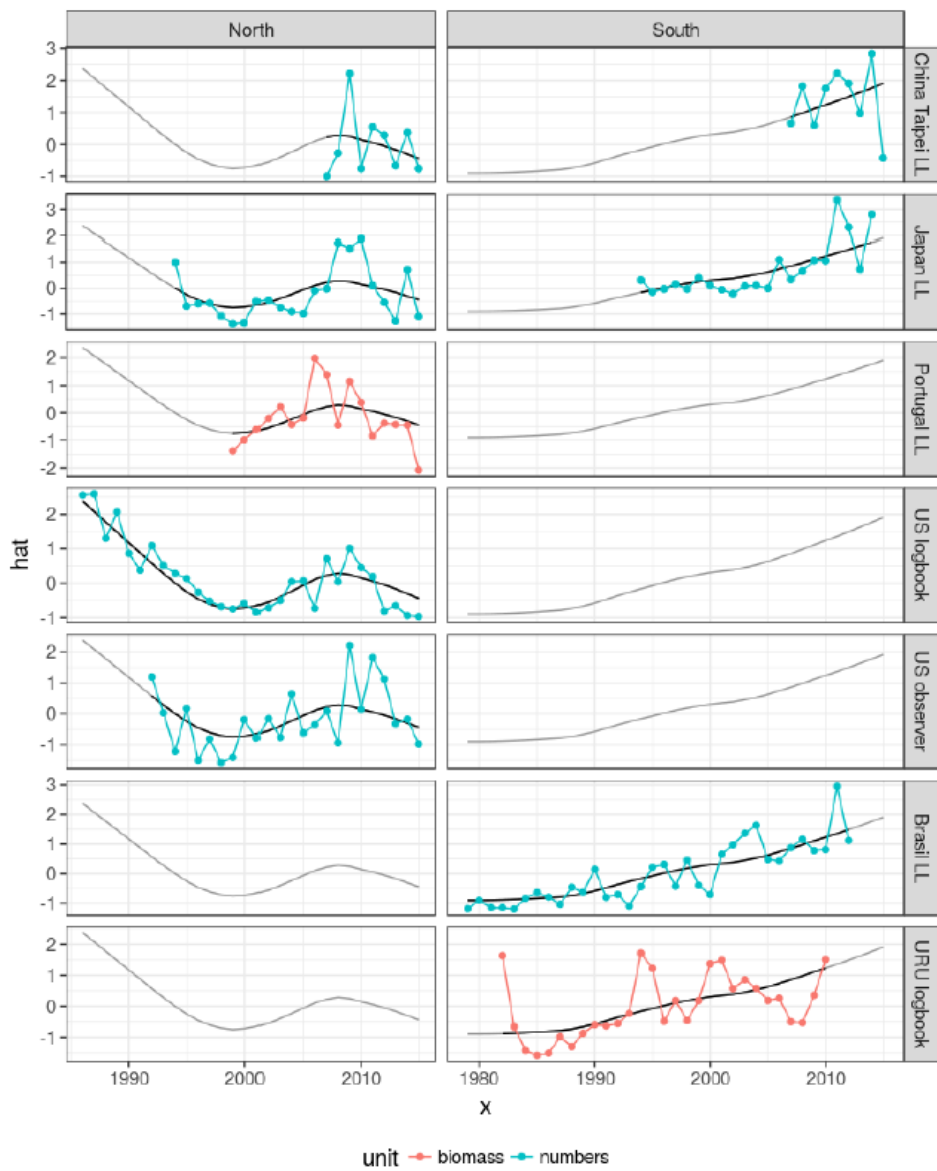 North South
3
2
1
0
-1
China Taipei LL
3
2
1
0
-1
Japan LL
2
1
0
-1
-2
Portugal LL
2
1
0
-1
US logbook
2
1
0
-1
US observer
3
2
1
0
-1
Brasil LL
2
1
0
-1
URU logbook
hat
1990 2000 2010 1980 1990 2000 2010
x
unit biomass numbers